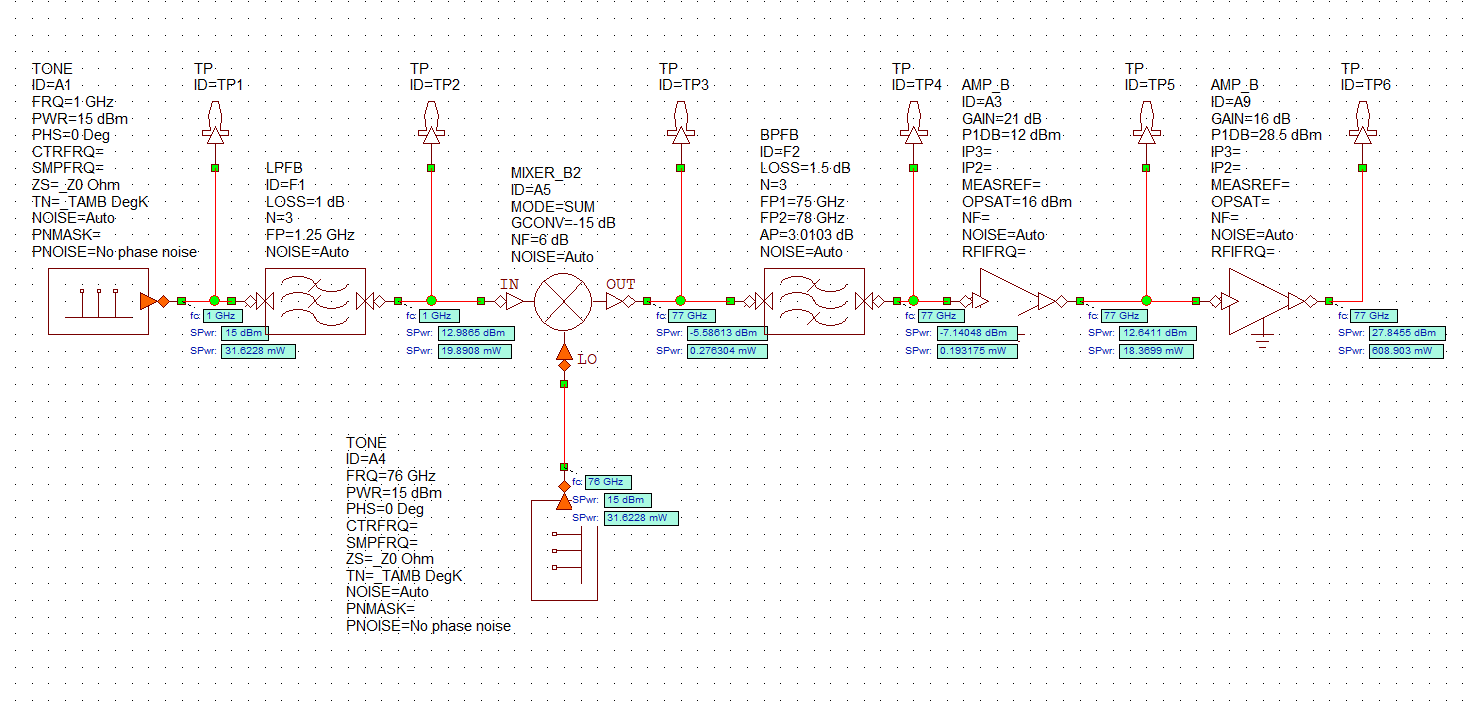 TONE
ID=A1
FRQ=1 GHz
PWR=15 dBm
PHS=0 Deg
CTRFRQ=
SMPFRQ=
ZS=_Z0 Ohm
TN=_TAMB DegK
NOISE=Auto
PNMASK=
PNOISE=No phase noise
TP
ID=TP1
fc: 1 GHz
SPwr: 15 dBm
SPwr: 31.6228 mW
LPFB
ID=F1
LOSS=1 dB
N=3
FP=1.25 GHz
NOISE=Auto
TP
ID=TP2
fc: 1 GHz
SPwr: 12.9865 dBm
SPwr: 19.8908 mW
MIXER_B2
ID=A5
MODE=SUM
GCONV=-15 dB
NF=6 dB
NOISE=Auto
IN
OUT
LO
TP
ID=TP3
fc: 77 GHz
SPwr: -5.58613 dBm
SPwr: 0.276304 mW
BPFB
ID=F2
LOSS=1.5 dB
N=3
FP1=75 GHz
FP2=78 GHz
AP=3.0103 dB
NOISE=Auto
TP
ID=TP4
fc: 77 GHz
SPwr: -7.14048 dBm
SPwr: 0.193175 mW
AMP_B
ID=A3
GAIN=21 dB
P1DB=12 dBm
IP3=
IP2=
MEASREF=
OPSAT=16 dBm
NF=
NOISE=Auto
RFIFRQ=
TP
ID=TP5
fc: 77 GHz
SPwr: 12.6411 dBm
SPwr: 18.3699 mW
AMP_B
ID=A9
GAIN=16 dB
P1DB=28.5 dBm
IP3=
IP2=
MEASREF=
OPSAT=
NF=
NOISE=Auto
RFIFRQ=
TP
ID=TP6
fc: 77 GHz
SPwr: 27.8455 dBm
SPwr: 608.903 mW
TONE
ID=A4
FRQ=76 GHz
PWR=15 dBm
PHS=0 Deg
CTRFRQ=
SMPFRQ=
ZS=_Z0 Ohm
TN=_TAMB DegK
NOISE=Auto
PNMASK=
PNOISE=No phase noise
fc: 76 GHz
SPwr: 15 dBm
SPwr: 31.6228 mW